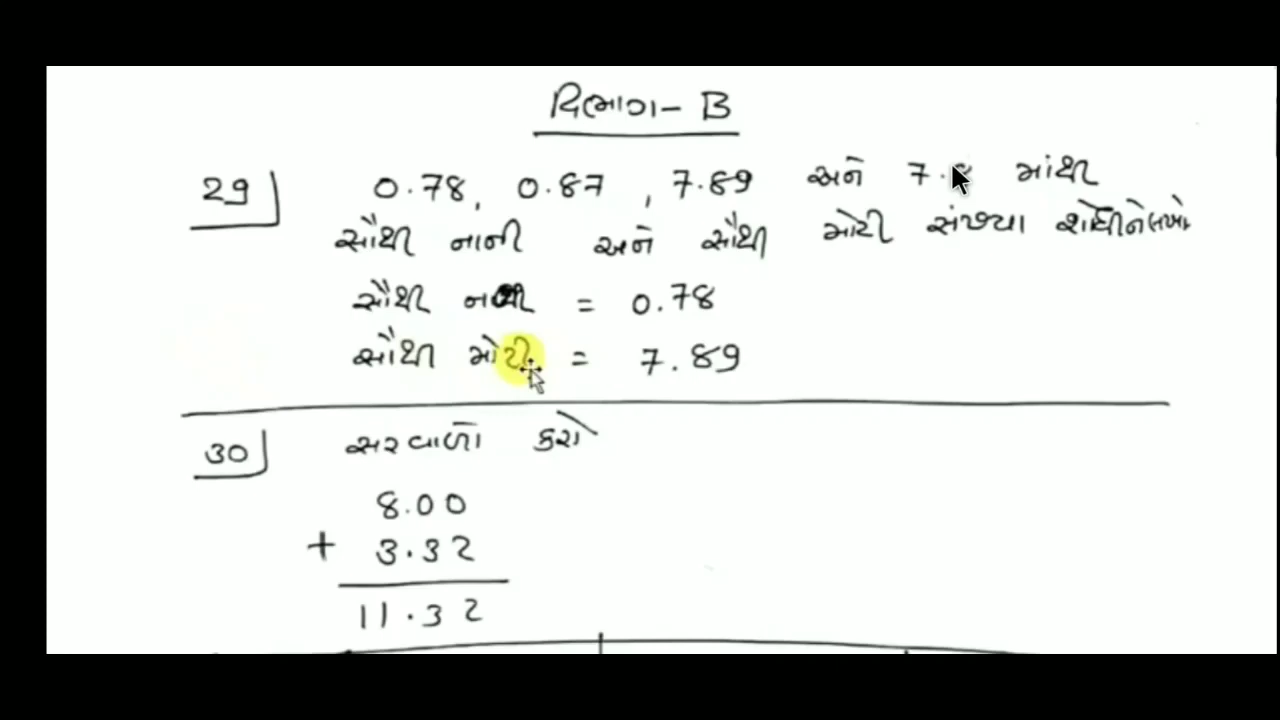 વિભાગ - B
29 0.78, 0.87, 7.89 અને 7. માંથી
સૌથી નાની અને સૌથી મોટી સંખ્યા શોધીને લખો
સૌથી = 0.78
સૌથી મોટી = 7.89
30 સરવાળો કરો
8.00
+ 3.32
11.32